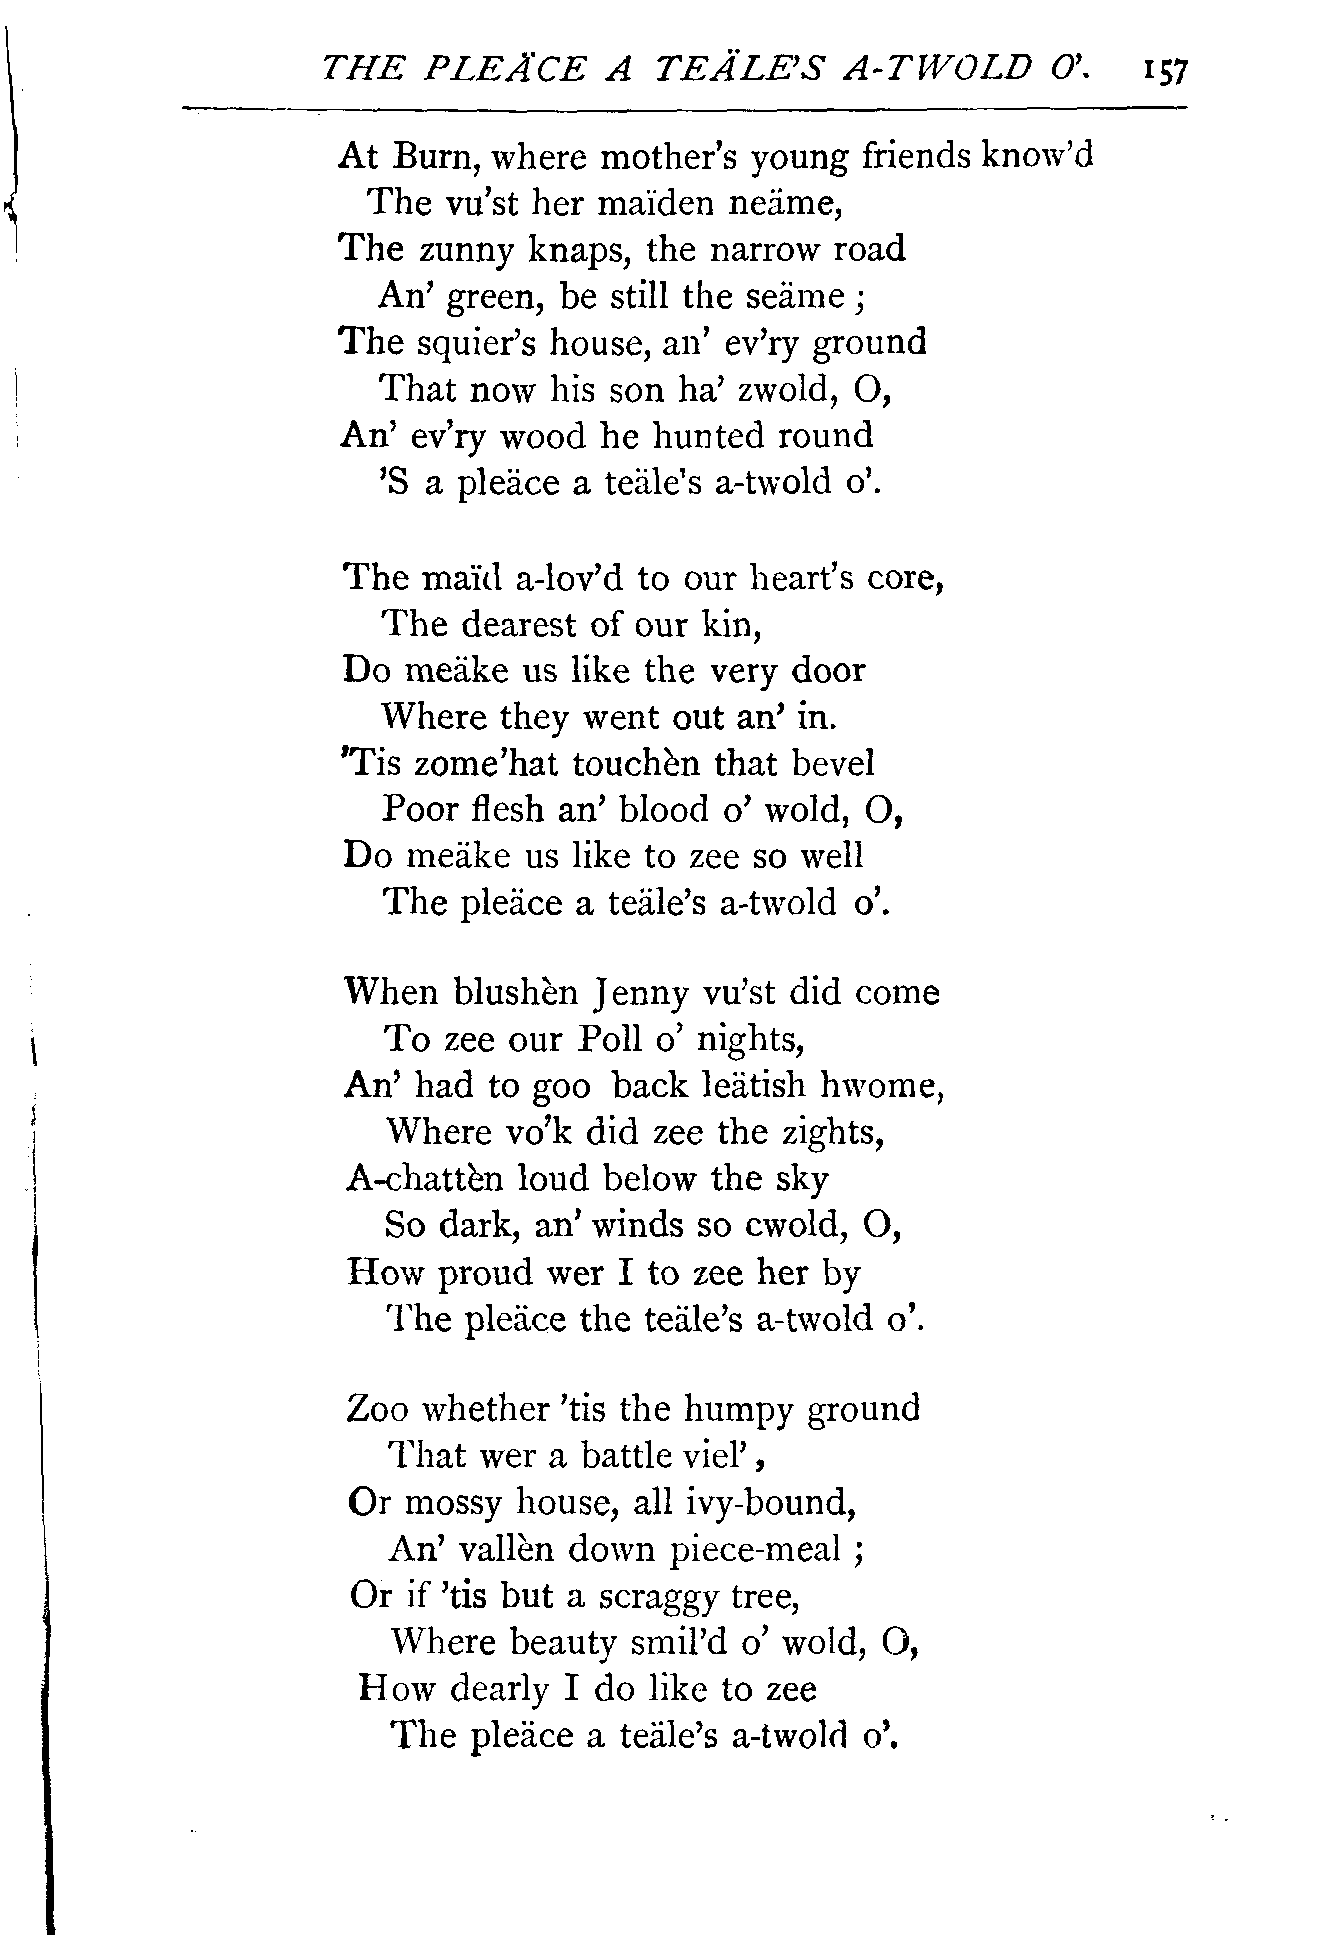 THE PLEÄCE A TEÄLE'S A-TWOLD O'. 157
At Burn, where mother's young friends know'd
The vu'st her maïden neäme,
The zunny knaps, the narrow road
An' green, be still the seäme ;
The squier's house, an' ev'ry ground
That now his son ha' zwold, O,
An' ev'ry wood he hunted round
'S a pleäce a teäle's a-twold o'.
The maïd a-lov'd to our heart's core,
The dearest of our kin,
Do meäke us like the very door
Where they went out an' in.
'Tis zome'hat touchèn that bevel
Poor flesh an' blood o' wold, O,
Do meäke us like to zee so well
The pleäce a teäle's a-twold o'.
When blushèn Jenny vu'st did come
To zee our Poll o' nights,
An' had to goo back leätish hwome,
Where vo'k did zee the zights,
A-chattèn loud below the sky
So dark, an' winds so cwold, O,
How proud wer I to zee her by
The pleäce the teäle's a-twold o'.
Zoo whether 'tis the humpy ground
That wer a battle viel',
Or mossy house, all ivy-bound,
An' vallèn down piece-meal ;
Or if 'tis but a scraggy tree,
Where beauty smil'd o' wold, O,
How dearly I do like to zee
The pleäce a teäle's a-twold o'.